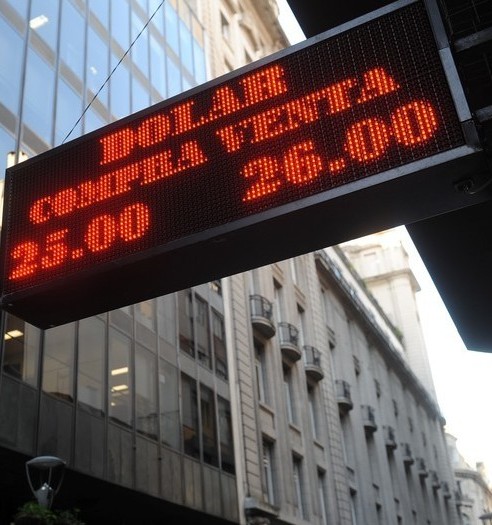 DOLAR
COMPRA VENTA
25.00 26.00